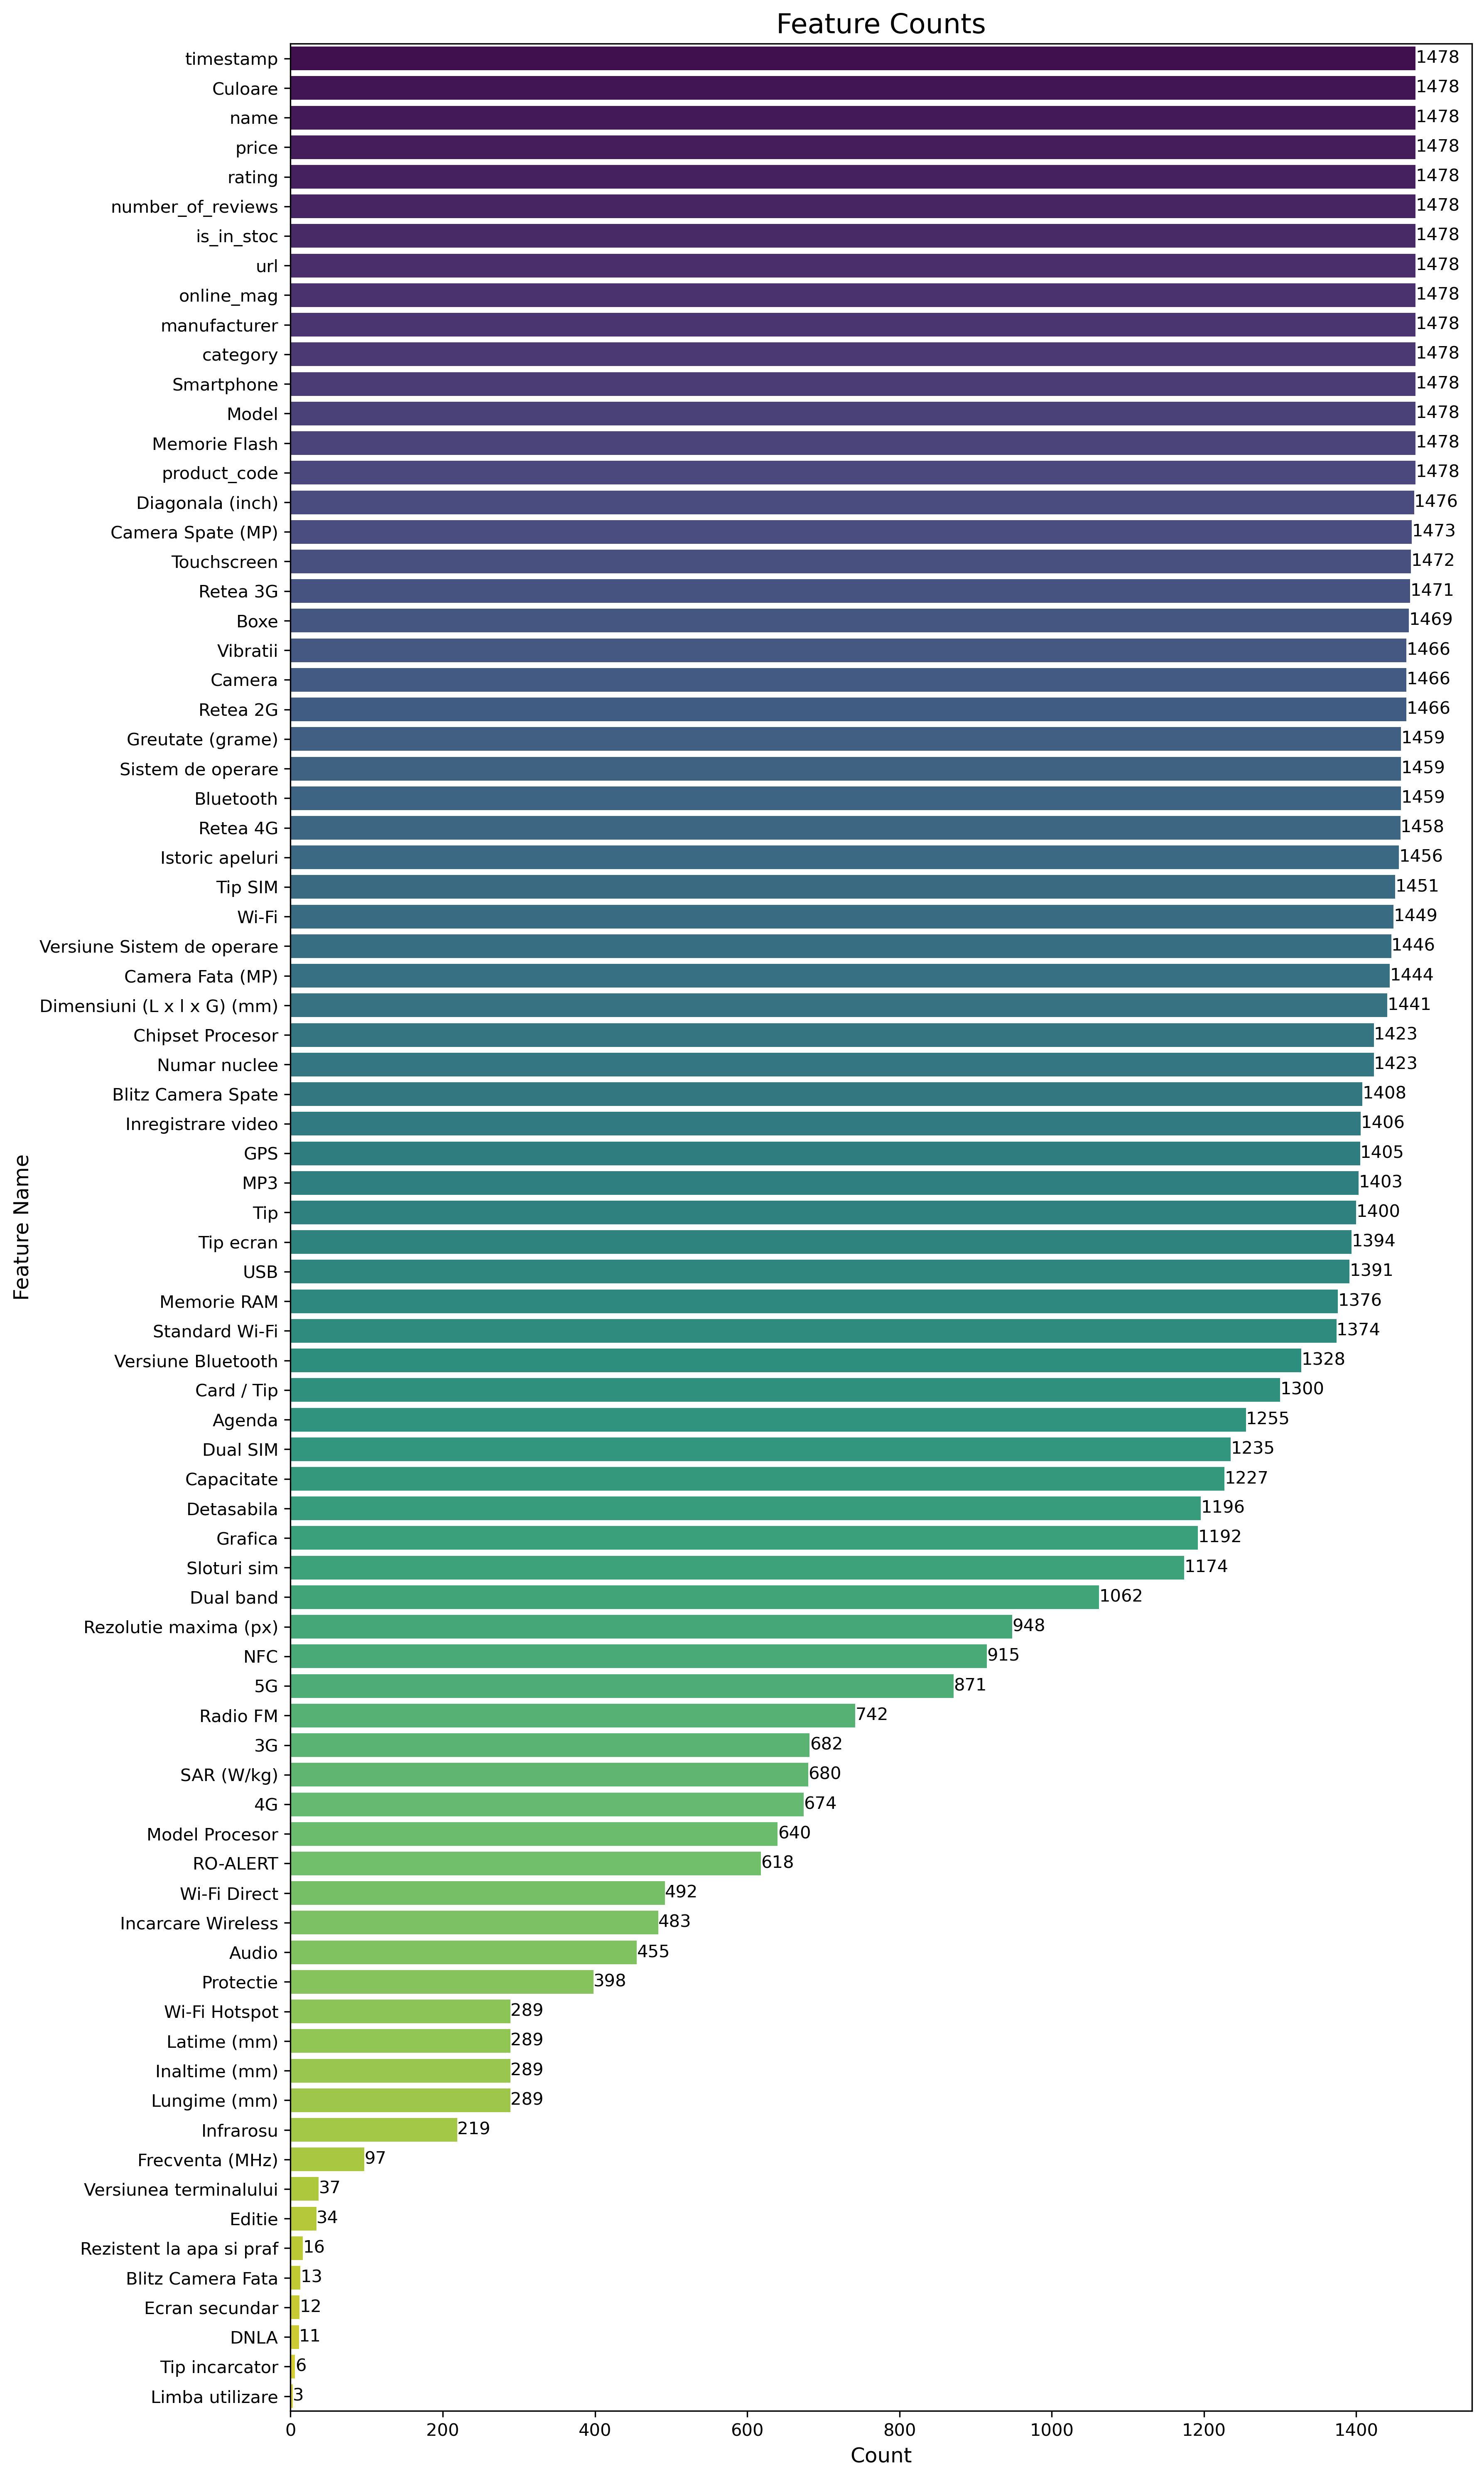 Feature Counts
timestamp 1478
Culoare 1478
name 1478
price 1478
rating 1478
number_of_reviews 1478
is_in_stoc 1478
url 1478
online_mag 1478
manufacturer 1478
category 1478
Smartphone 1478
Model 1478
Memorie Flash 1478
product_code 1478
Diagonala (inch) 1476
Camera Spate (MP) 1473
Touchscreen 1472
Retea 3G 1471
Boxe 1469
Vibratii 1466
Camera 1466
Retea 2G 1466
Greutate (grame) 1459
Sistem de operare 1459
Bluetooth 1459
Retea 4G 1458
Istoric apeluri 1456
Tip SIM 1451
Wi-Fi 1449
Versiune Sistem de operare 1446
Camera Fata (MP) 1444
Dimensiuni (L x l x G) (mm) 1441
Chipset Procesor 1423
Numar nuclee 1423
Blitz Camera Spate 1408
Inregistrare video 1406
GPS 1405
MP3 1403
Tip 1400
Tip ecran 1394
USB 1391
Memorie RAM 1376
Standard Wi-Fi 1374
Versiune Bluetooth 1328
Card / Tip 1300
Agenda 1255
Dual SIM 1235
Capacitate 1227
Detasabila 1196
Grafica 1192
Sloturi sim 1174
Dual band 1062
Rezolutie maxima (px) 948
NFC 915
5G 871
Radio FM 742
3G 682
SAR (W/kg) 680
4G 674
Model Procesor 640
RO-ALERT 618
Wi-Fi Direct 492
Incarcare Wireless 483
Audio 455
Protectie 398
Wi-Fi Hotspot 289
Latime (mm) 289
Inaltime (mm) 289
Lungime (mm) 289
Infrarosu 219
Frecventa (MHz) 97
Versiunea terminalului 37
Editie 34
Rezistent la apa si praf 16
Blitz Camera Fata 13
Ecran secundar 12
DNLA 11
Tip incarcator 6
Limba utilizare 3
0 200 400 600 800 1000 1200 1400
Count
Feature Name